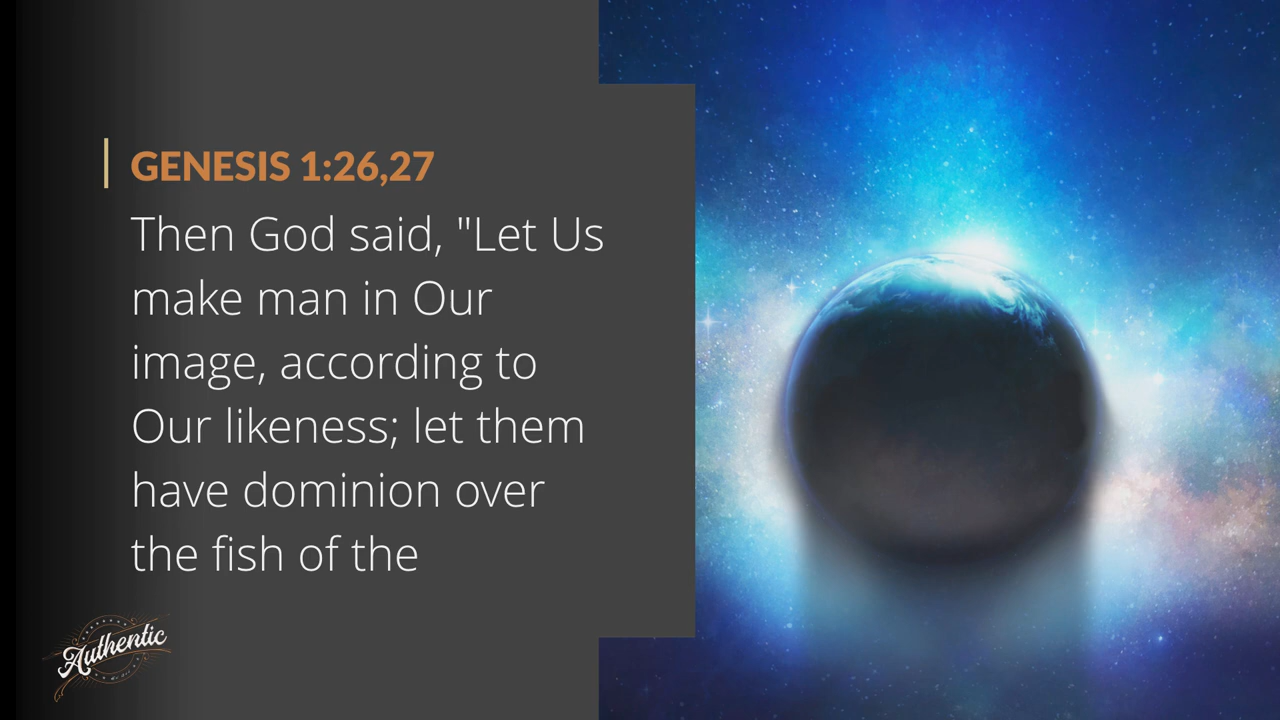 GENESIS 1:26,27
Then God said, "Let Us
make man in Our
image, according to
Our likeness; let them
have dominion over
the fish of the
Authentic